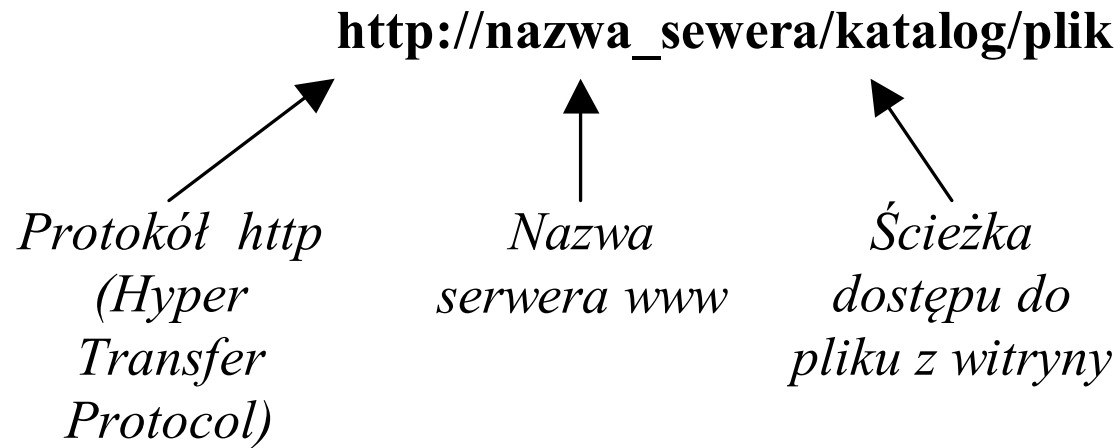 http://nazwa_sewera/katalog/plik
Protokół http
(Hyper
Transfer
Protocol)
Nazwa
serwera www
Ścieżka
dostępu do
pliku z witryny